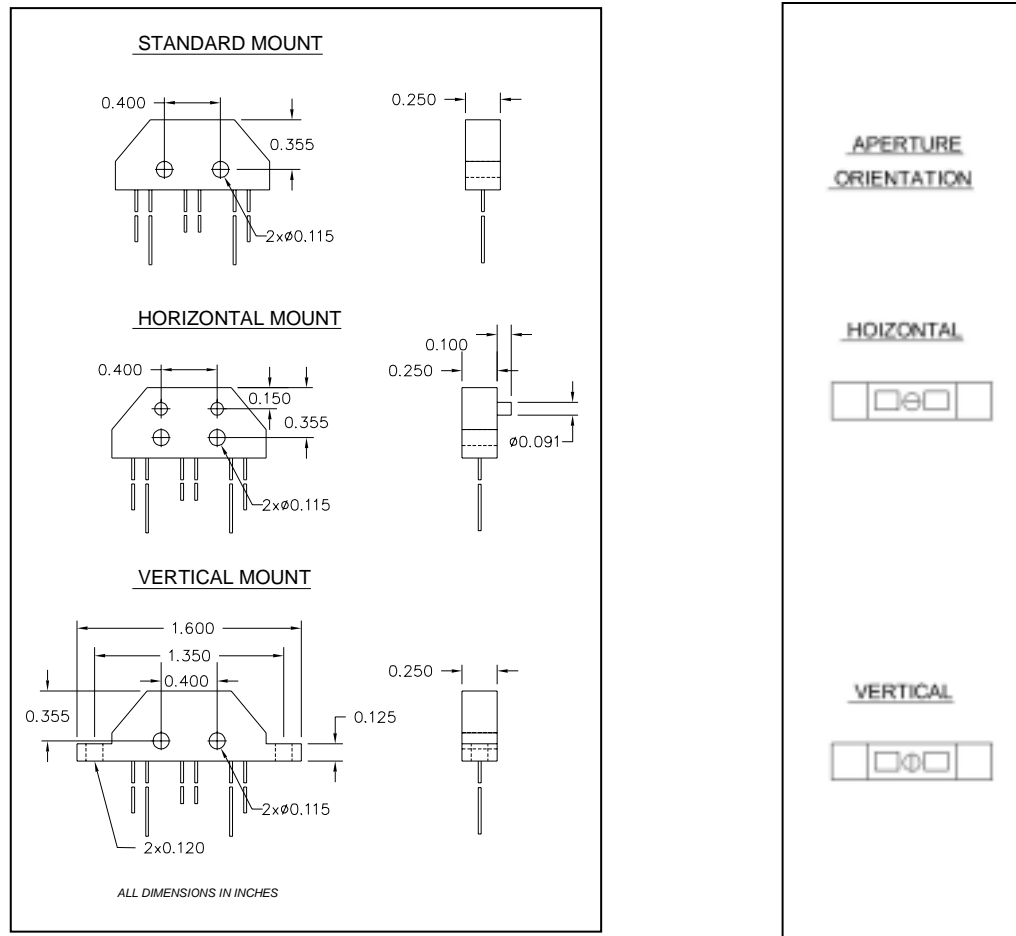 STANDARD MOUNT
0.400
0.250
0.355
2xø0.115
HORIZONTAL MOUNT
0.100
0.400
0.250
0.150
0.355
ø0.091
2xø0.115
VERTICAL MOUNT
1.600
1.350
0.400
0.250
0.355
0.125
2xø0.115
2x0.120
ALL DIMENSIONS IN INCHES
APERTURE
ORIENTATION
HOIZONTAL
VERTICAL